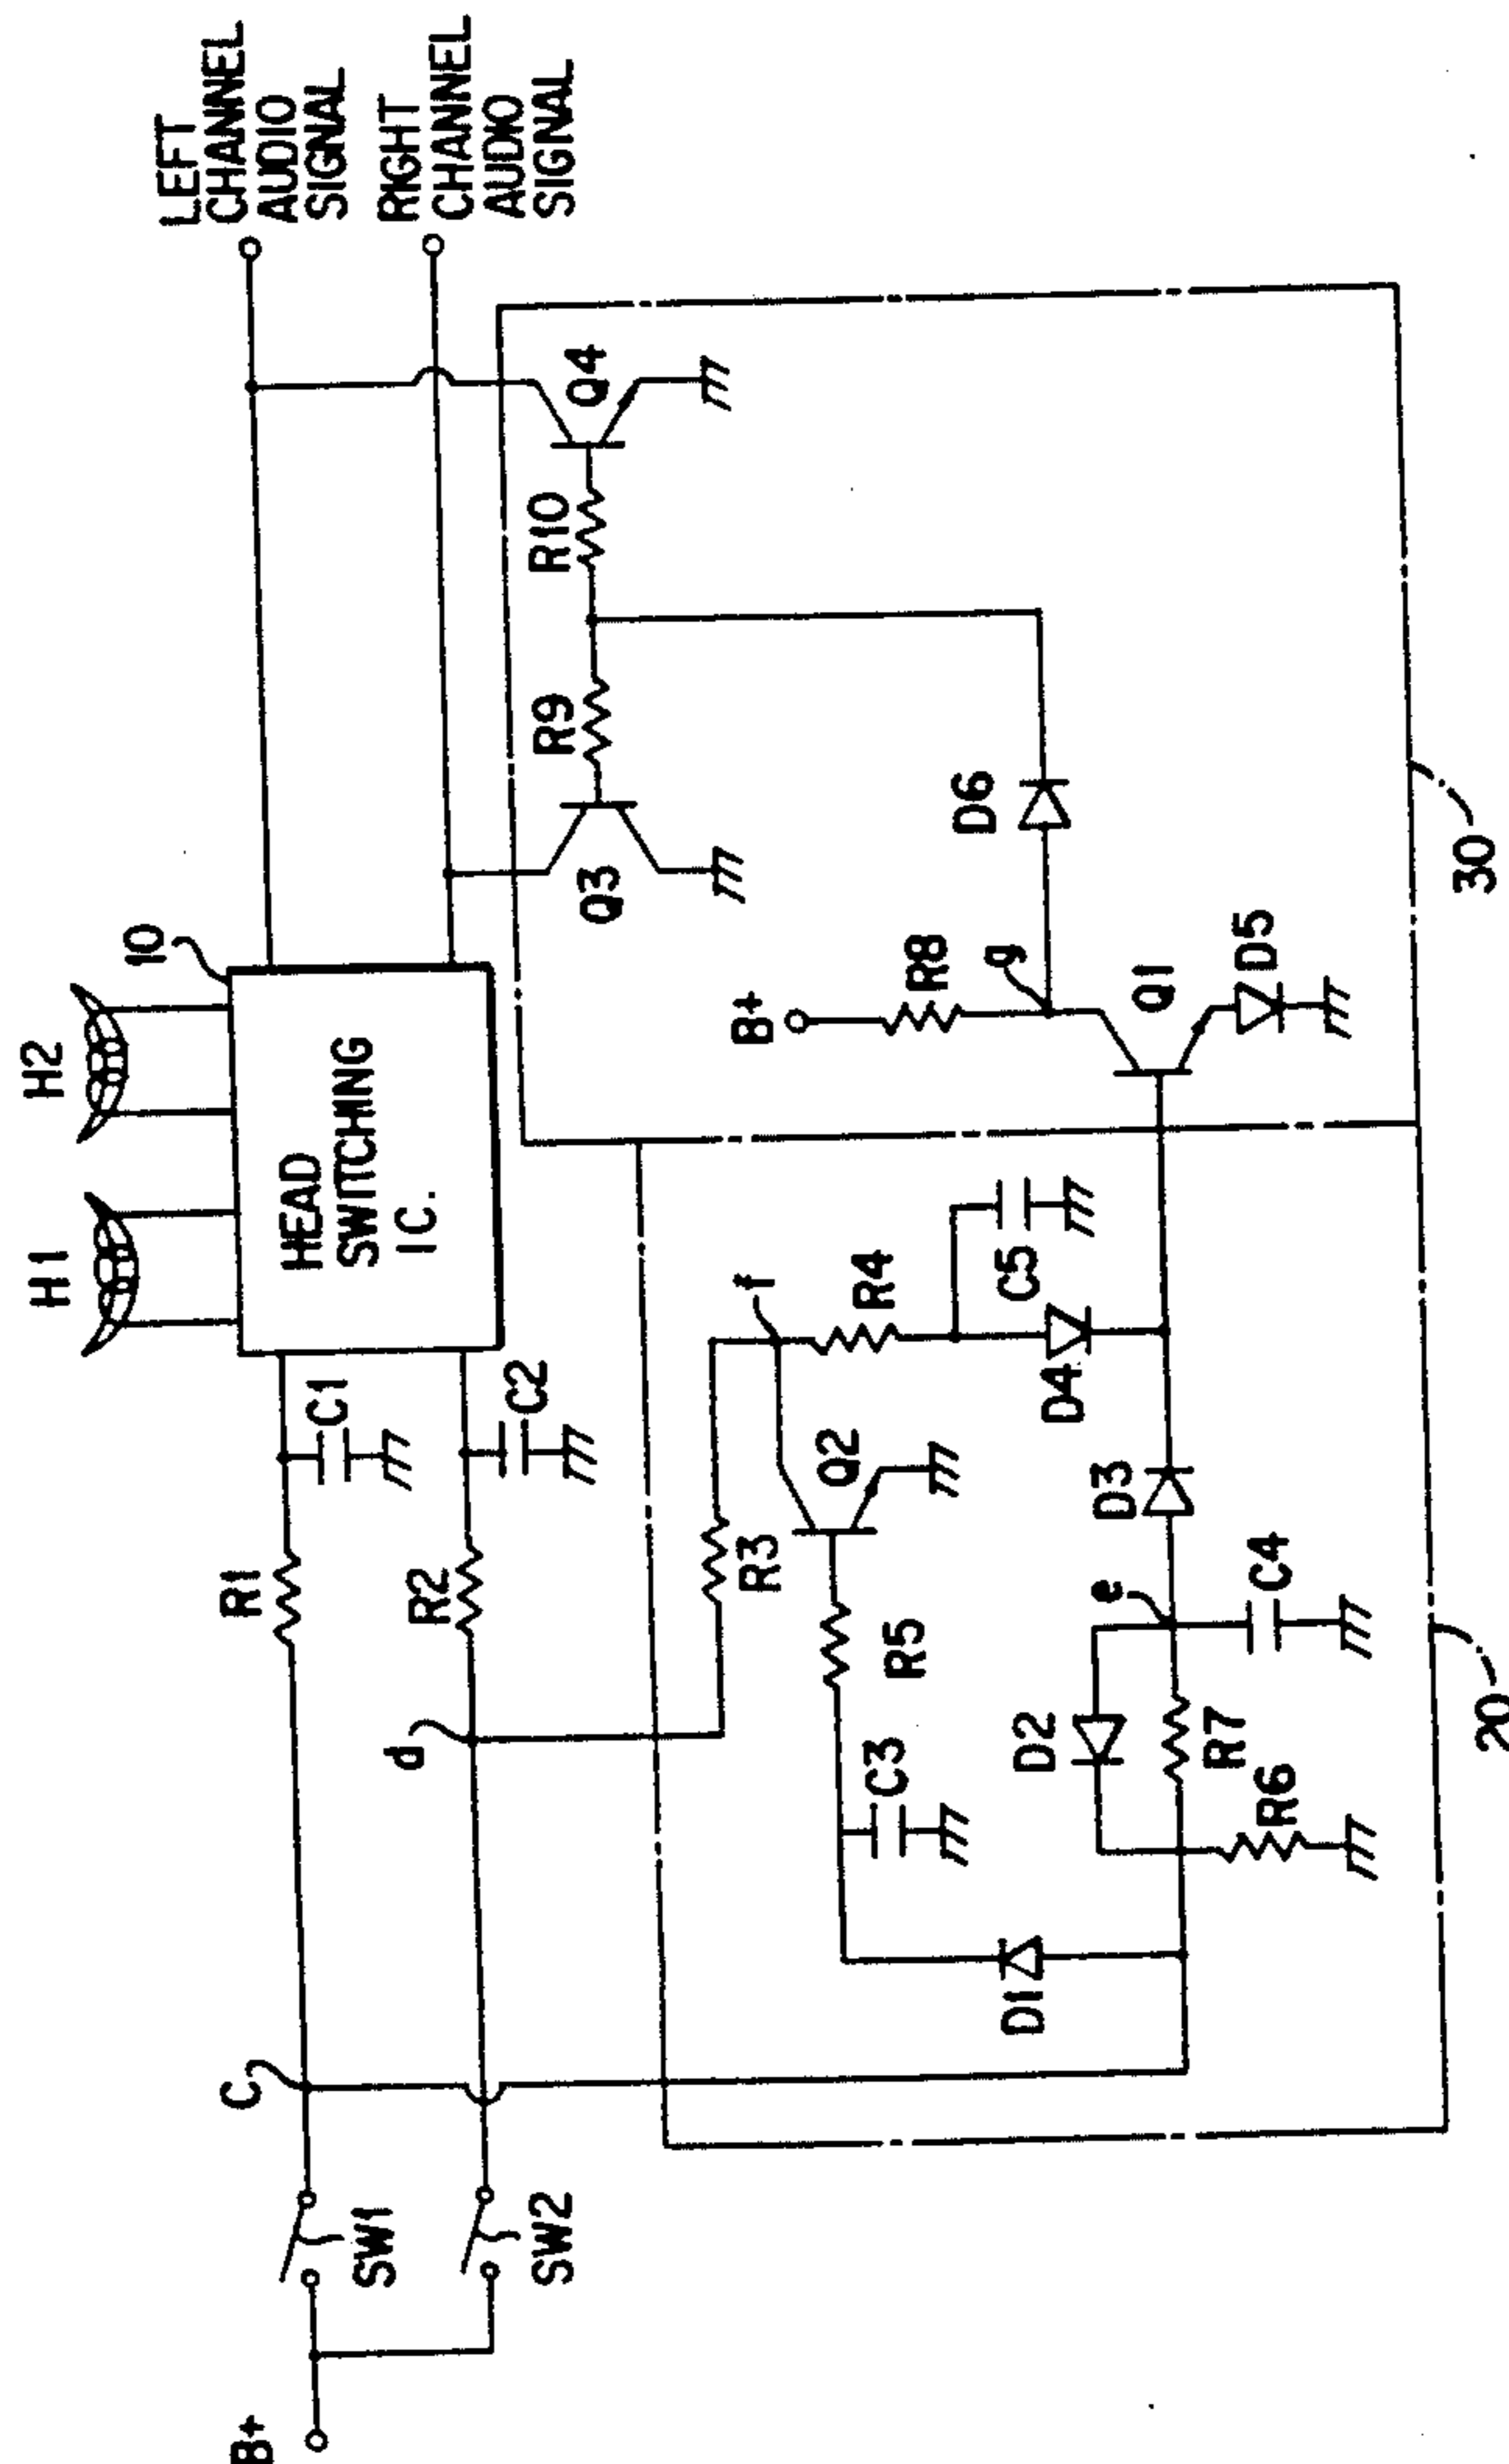 LEFT
CHANNEL
AUDIO
SIGNAL
RIGHT
CHANNEL
AUDIO
SIGNAL
H1
H2
10
HEAD
SWITCHING
IC.
B+
SW1
SW2
C
d
R1
R2
C1
C2
R3
f
Q2
R4
C5
R5
C3
D4
D1
D2
R7
R6
e
C4
D3
20
B+
R8
g
Q1
D5
D6
Q3
R9
R10
Q4
30